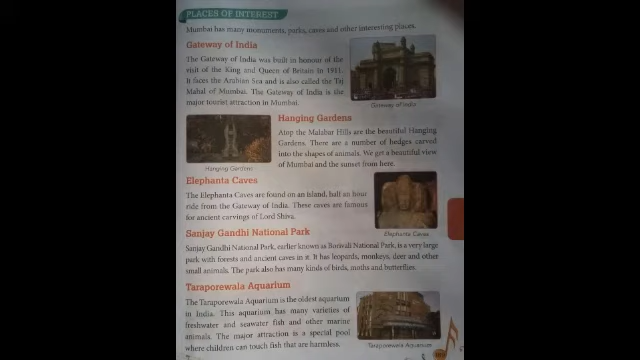 PLACES OF INTEREST
Mumbai has many monuments, parks, caves and other interesting places.
Gateway of India
The Gateway of India was built in honour of the
visit of the King and Queen of Britain in 1911.
It faces the Arabian Sea and is also called the Taj
Mahal of Mumbai. The Gateway of India is the
major tourist attraction in Mumbai.
Gateway of India
Hanging Gardens
Atop the Malabar Hills are the beautiful Hanging
Gardens. There are a number of hedges carved
into the shapes of animals. We get a beautiful view
of Mumbai and the sunset from here.
Hanging Gardens
Elephanta Caves
The Elephanta Caves are found on an island, half an hour
ride from the Gateway of India. These caves are famous
for ancient carvings of Lord Shiva.
Elephanta Caves
Sanjay Gandhi National Park
Sanjay Gandhi National Park, earlier known as Borivali National Park, is a very large
park with forests and ancient caves in it. It has leopards, monkeys, deer and other
small animals. The park also has many kinds of birds, moths and butterflies.
Taraporewala Aquarium
The Taraporewala Aquarium is the oldest aquarium
in India. This aquarium has many varieties of
freshwater and seawater fish and other marine
animals. The major attraction is a special pool
where children can touch fish that are harmless.
Taraporewala Aquarium